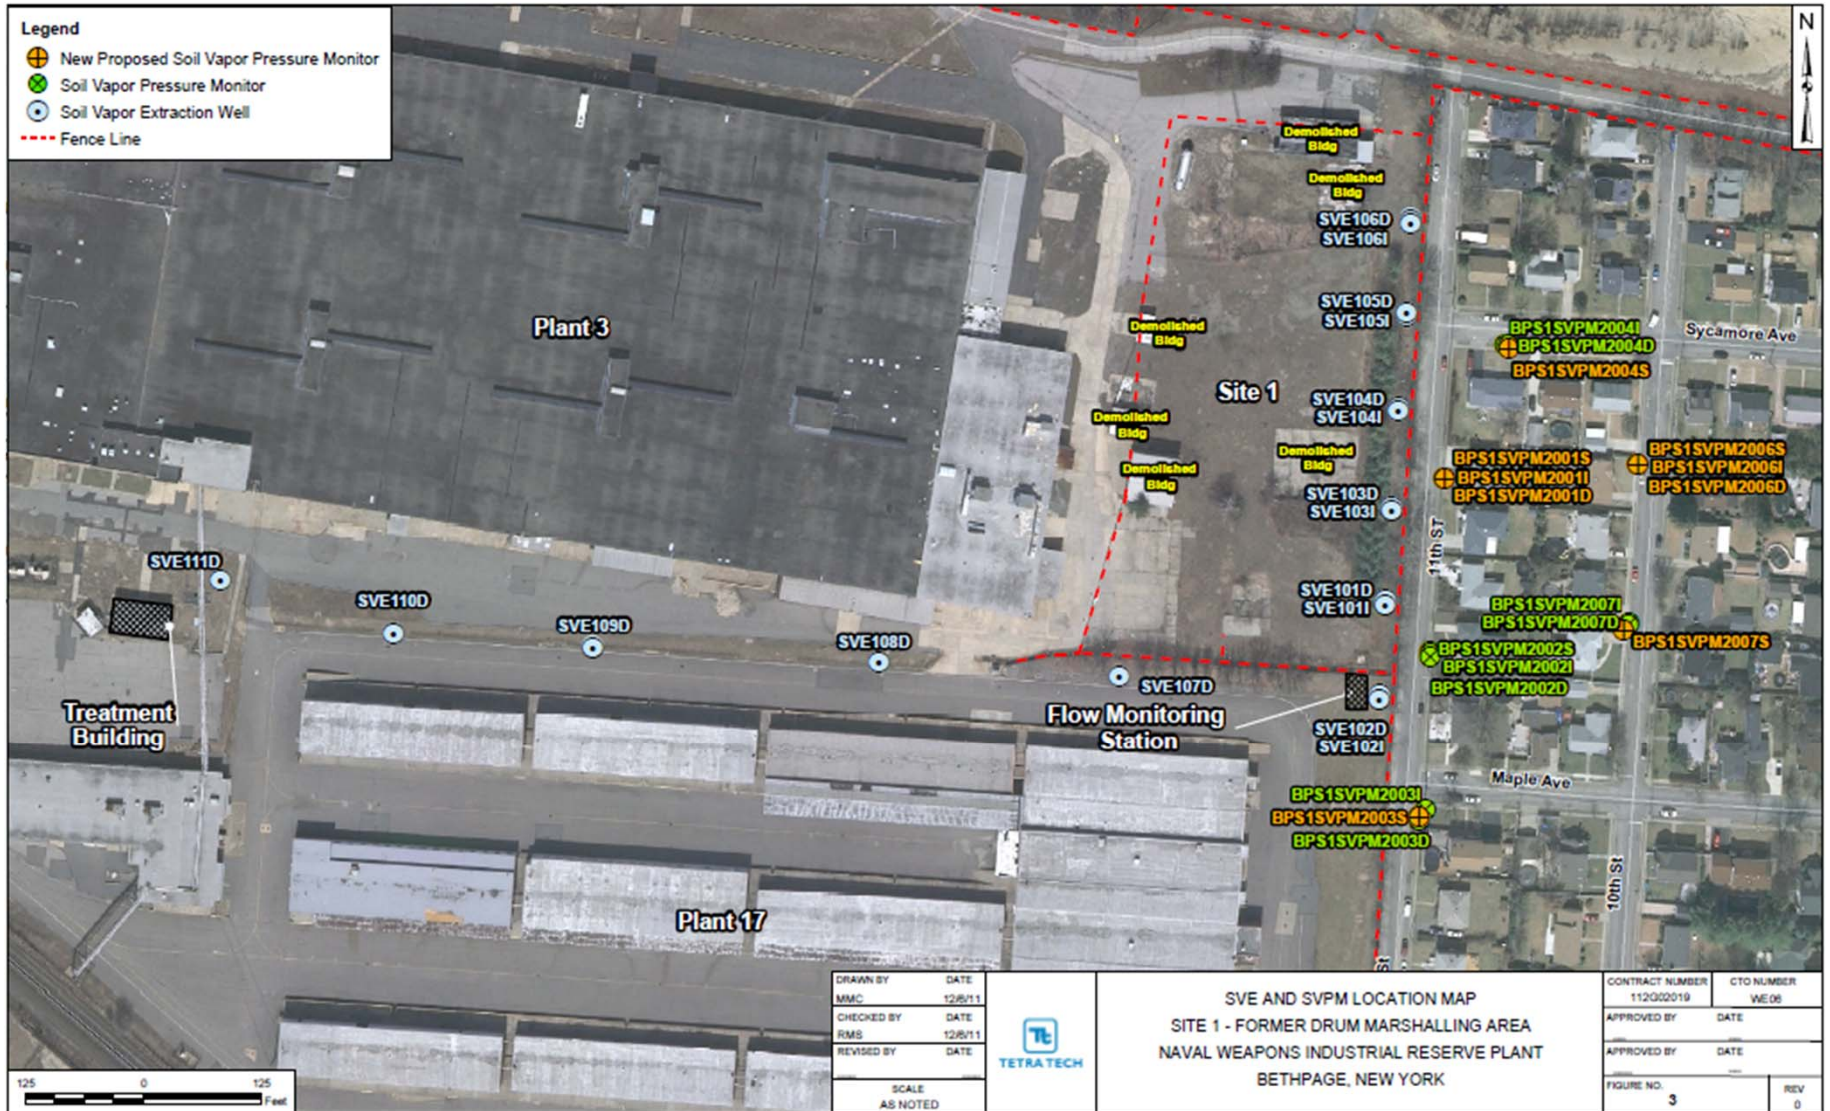 Legend
New Proposed Soil Vapor Pressure Monitor
Soil Vapor Pressure Monitor
Soil Vapor Extraction Well
Fence Line
N
Demolished
Bldg
Demolished
Bldg
SVE106D
SVE106I
SVE105D
SVE105I
Plant 3
Demolished
Bldg
BPS1SVPM2004I
BPS1SVPM2004D
BPS1SVPM2004S
Sycamore Ave
Site 1
SVE104D
SVE104I
Demolished
Bldg
Demolished
Bldg
Demolished
Bldg
BPS1SVPM2001S
BPS1SVPM2001I
BPS1SVPM2001D
BPS1SVPM2006S
BPS1SVPM2006I
BPS1SVPM2006D
SVE103D
SVE103I
11th ST
SVE111D
SVE110D
SVE109D
SVE108D
SVE101D
SVE101I
BPS1SVPM2007I
BPS1SVPM2007D
BPS1SVPM2007S
BPS1SVPM2002S
BPS1SVPM2002I
BPS1SVPM2002D
SVE107D
Treatment
Building
Flow Monitoring
Station
SVE102D
SVE102I
Maple Ave
BPS1SVPM2003I
BPS1SVPM2003S
BPS1SVPM2003D
10th St
Plant 17
St
125 0 125
Feet
DRAWN BY DATE
MMC 12/6/11
CHECKED BY DATE
RMS 12/6/11
REVISED BY DATE
SCALE
AS NOTED
Tt
TETRA TECH
SVE AND SVPM LOCATION MAP
SITE 1 - FORMER DRUM MARSHALLING AREA
NAVAL WEAPONS INDUSTRIAL RESERVE PLANT
BETHPAGE, NEW YORK
CONTRACT NUMBER CTO NUMBER
112G02019 WE06
APPROVED BY DATE
APPROVED BY DATE
FIGURE NO. REV
3 0